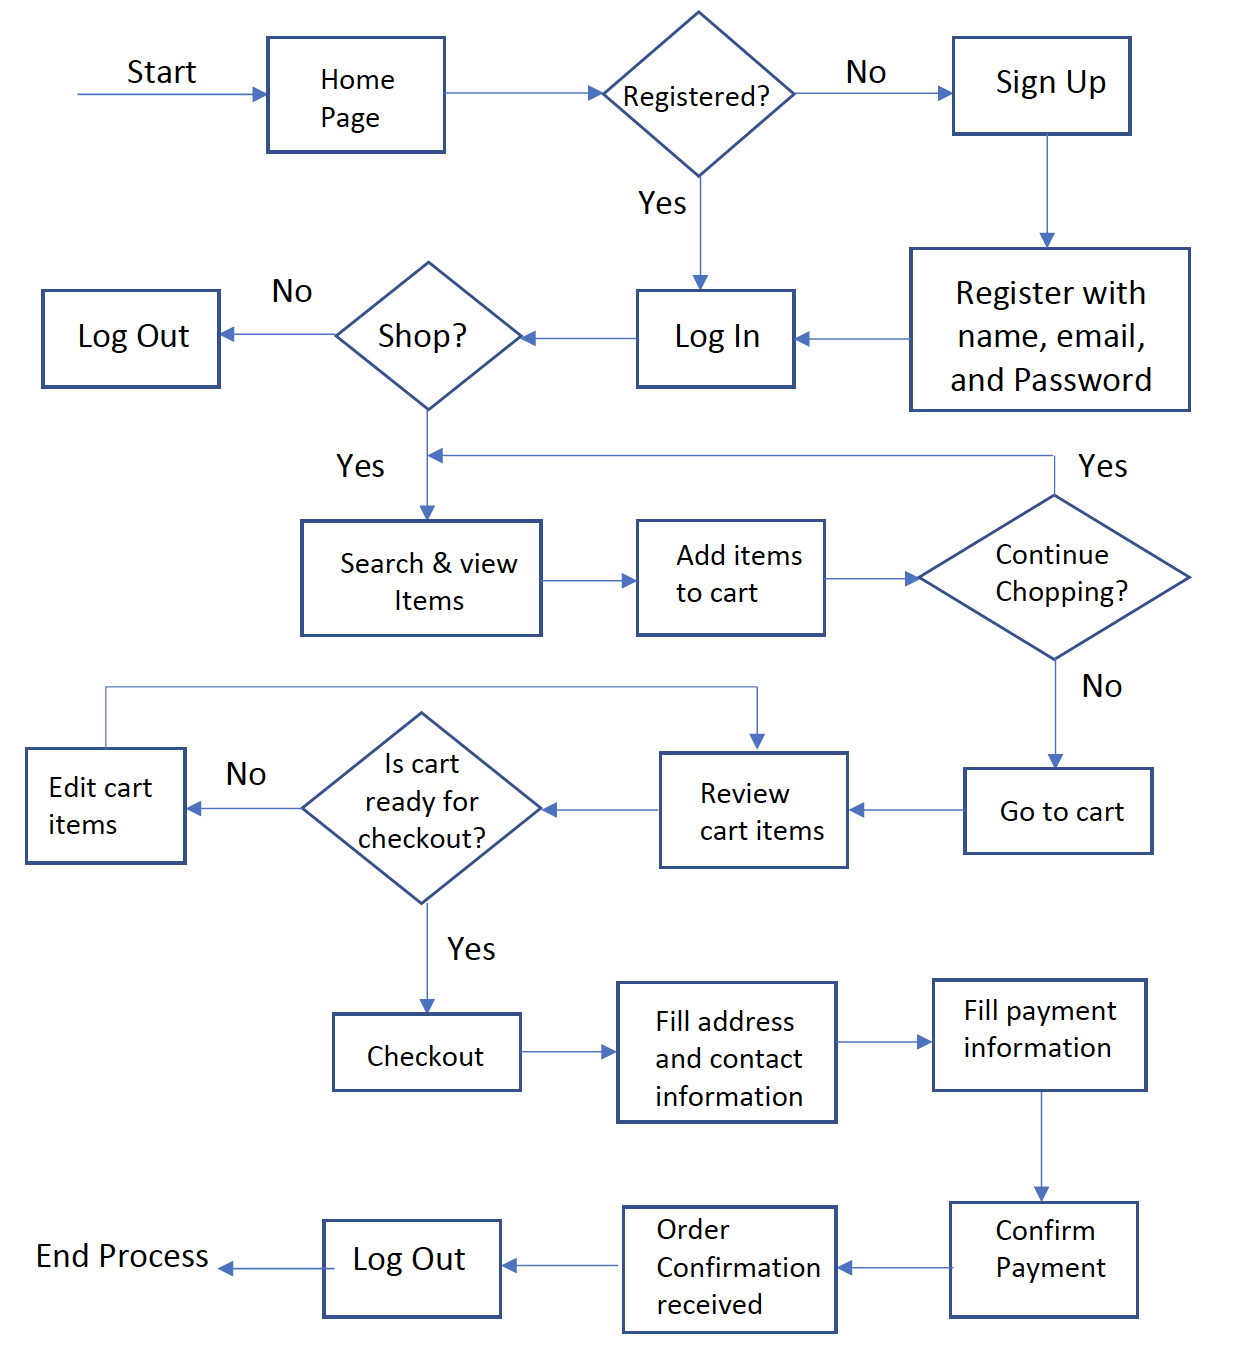 Start
Home
Page
Registered?
No
Sign Up
Yes
Register with
name, email,
and Password
Log In
Shop?
No
Log Out
Yes
Search & view
Items
Add items
to cart
Continue
Chopping?
Yes
No
Go to cart
Review
cart items
Is cart
ready for
checkout?
No
Edit cart
items
Yes
Checkout
Fill address
and contact
information
Fill payment
information
Confirm
Payment
Order
Confirmation
received
Log Out
End Process